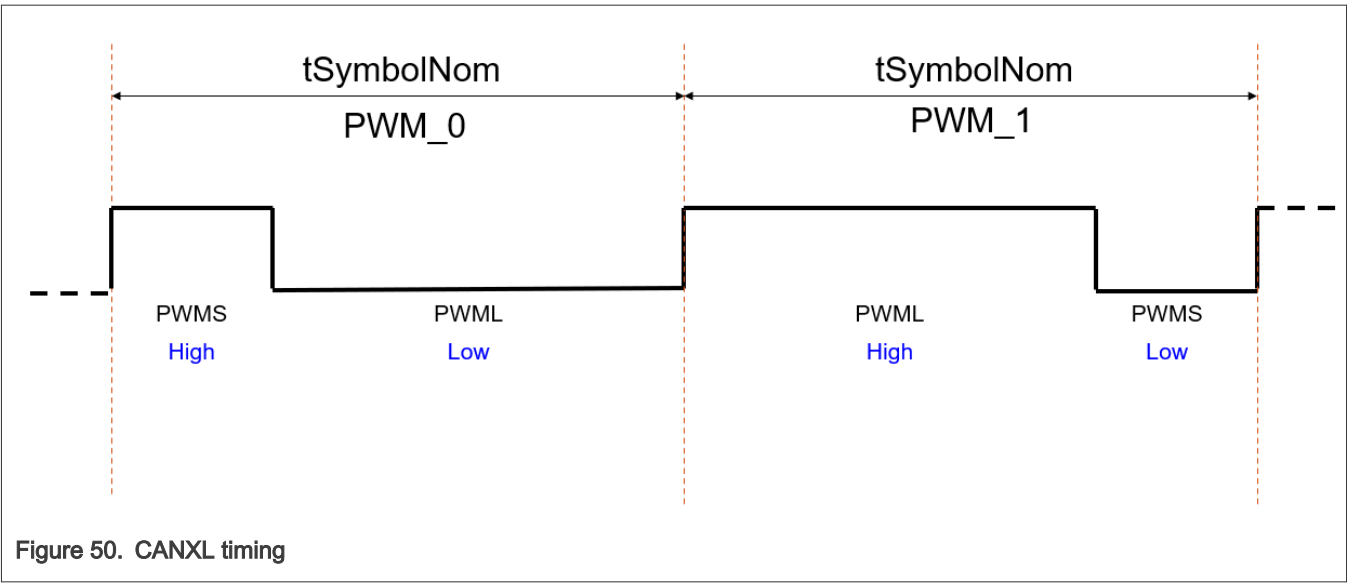 tSymbolNom tSymbolNom
PWM_0 PWM_1
PWMS PWML PWML PWMS
High Low High Low
Figure 50. CANXL timing